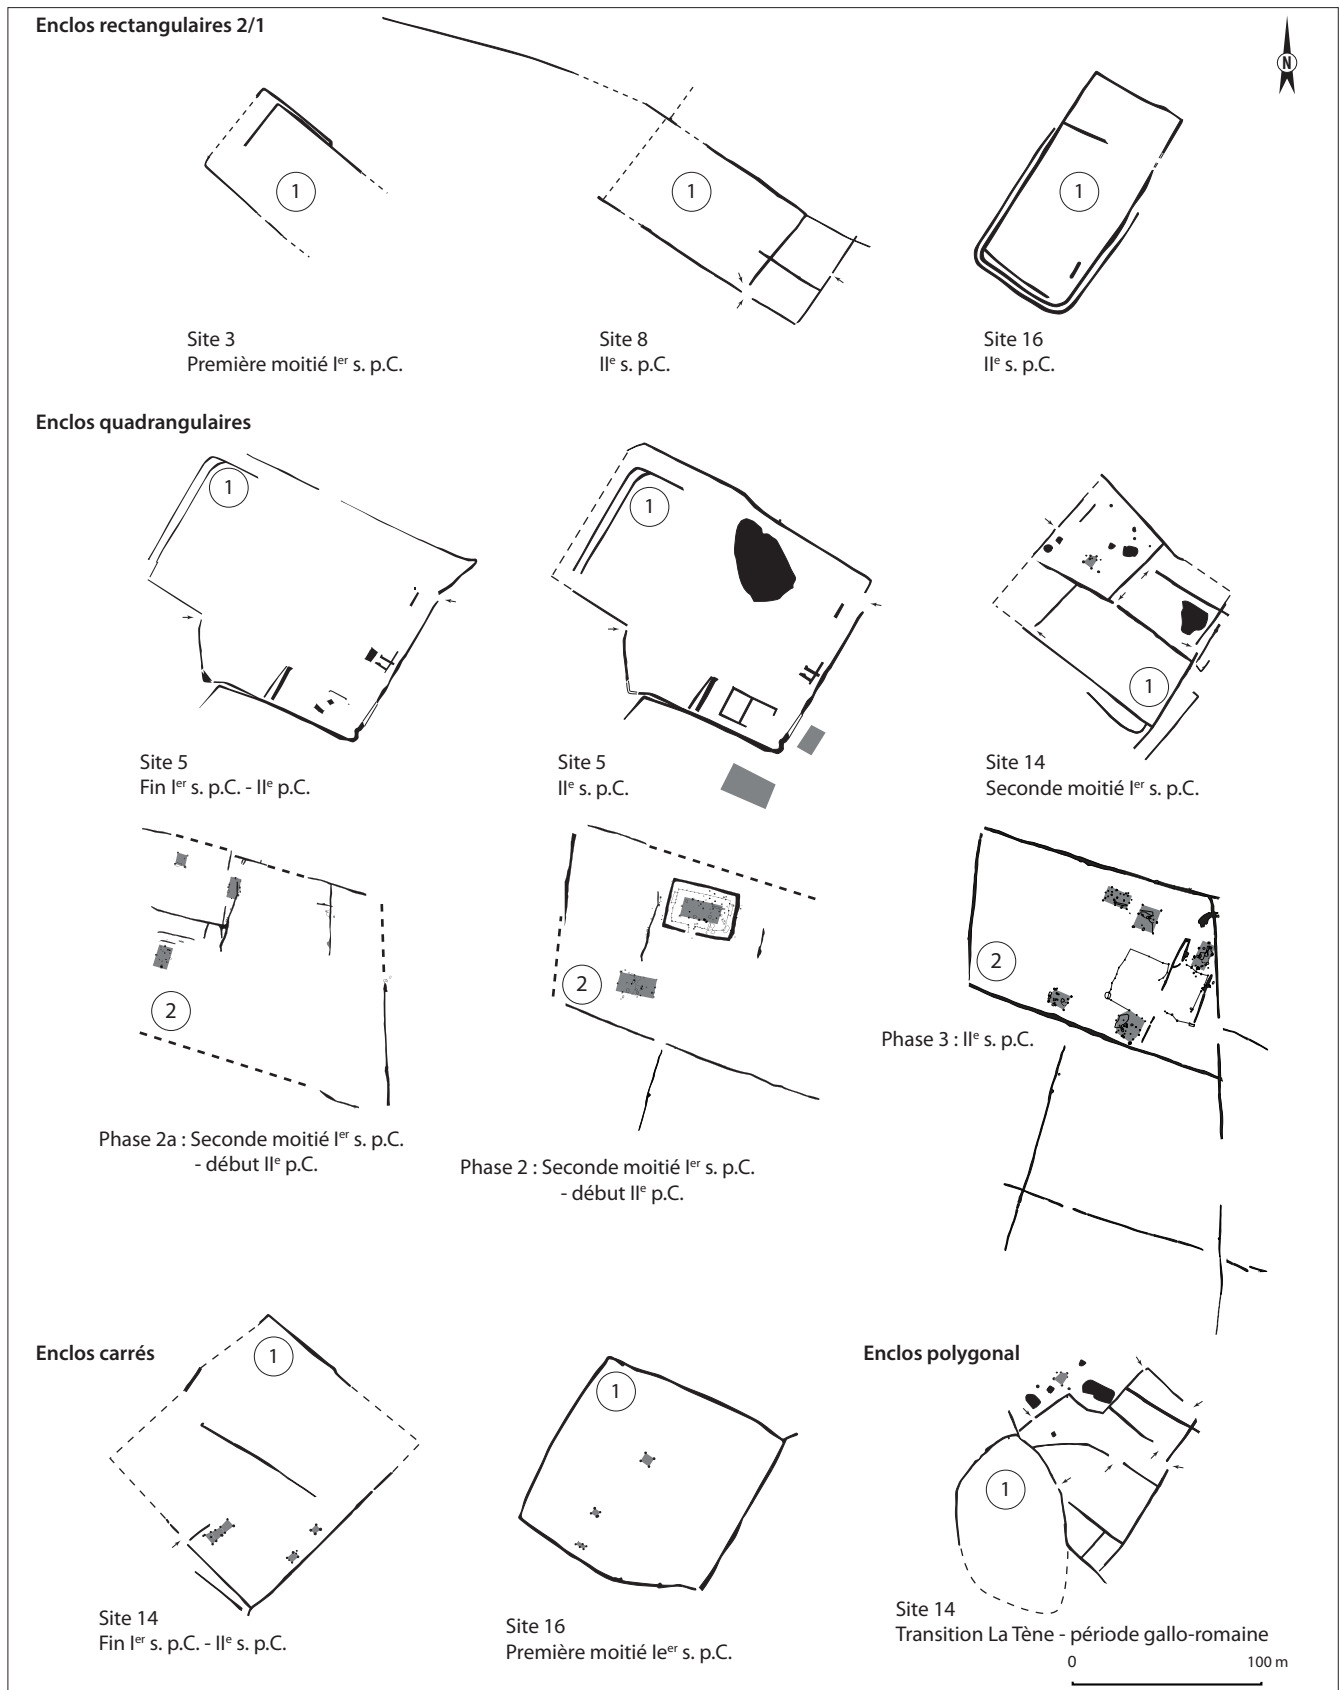 Enclos rectangulaires 2/1
N
1
1
1
Site 3
Première moitié Ier s. p.C.
Site 8
IIe s. p.C.
Site 16
IIe s. p.C.
Enclos quadrangulaires
1
1
1
Site 5
Fin Ier s. p.C. - IIe p.C.
Site 5
IIe s. p.C.
Site 14
Seconde moitié Ier s. p.C.
2
2
2
Phase 2a : Seconde moitié Ier s. p.C.
- début IIe p.C.
Phase 2 : Seconde moitié Ier s. p.C.
- début IIe p.C.
Phase 3 : IIe s. p.C.
Enclos carrés
1
1
Site 14
Fin Ier s. p.C. - IIe s. p.C.
Site 16
Première moitié Ieer s. p.C.
Enclos polygonal
1
Site 14
Transition La Tène - période gallo-romaine
0 100 m